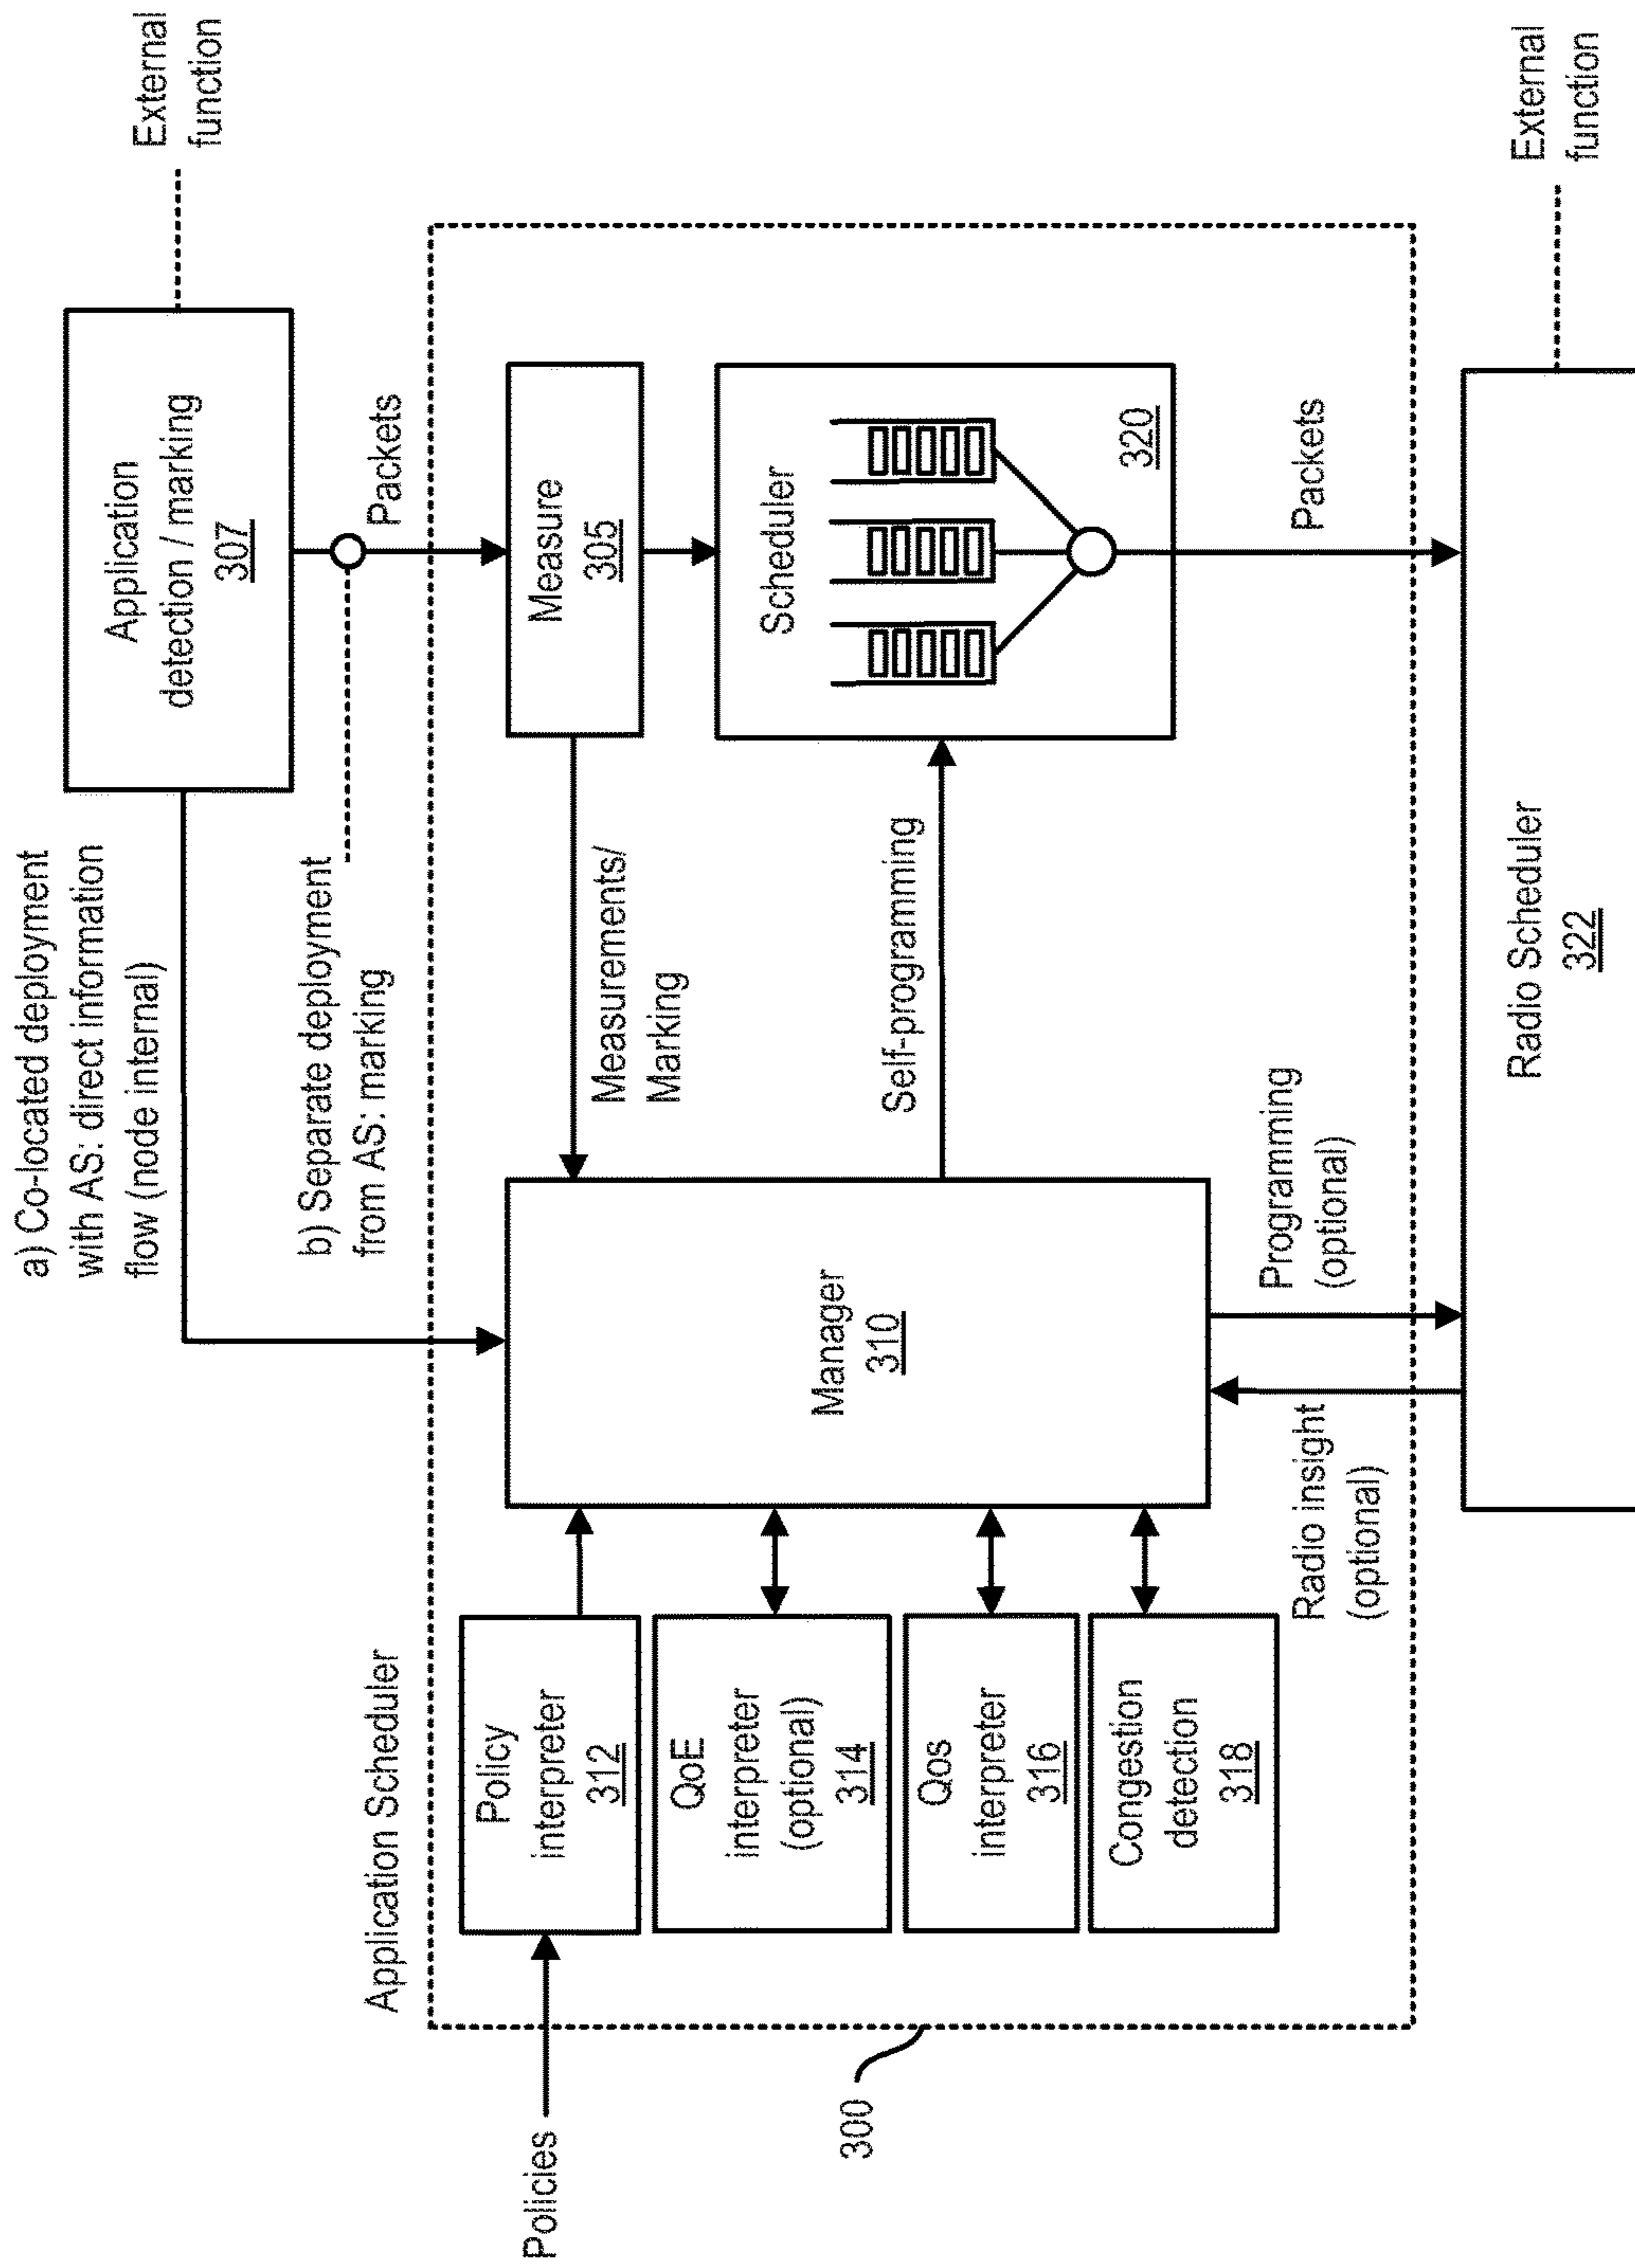 a) Co-located deployment
with AS: direct information
flow (node internal)
b) Separate deployment
from AS: marking
Application
detection / marking
307
External
function
Packets
Application Scheduler
Policies
300
Policy
interpreter
312
QoE
interpreter
(optional)
314
Qos
interpreter
316
Congestion
detection
318
Manager
310
Measurements/
Marking
Self-programming
Measure
305
Scheduler
320
Radio insight
(optional)
Programming
(optional)
Packets
Radio Scheduler
322
External
function